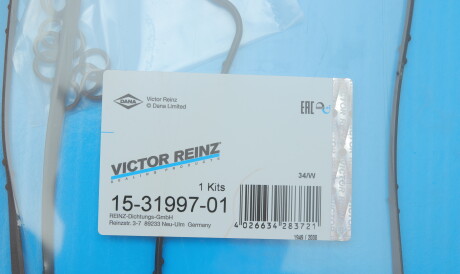 DANA
Victor Reinz
© Dana Limited
EAC
VICTOR REINZ
SEALING PRODUCTS
1 Kits
34/W
15-31997-01
REINZ-Dichtungs-GmbH
Reinzstr. 3-7 89233 Neu-Ulm Germany
4 026634 283721